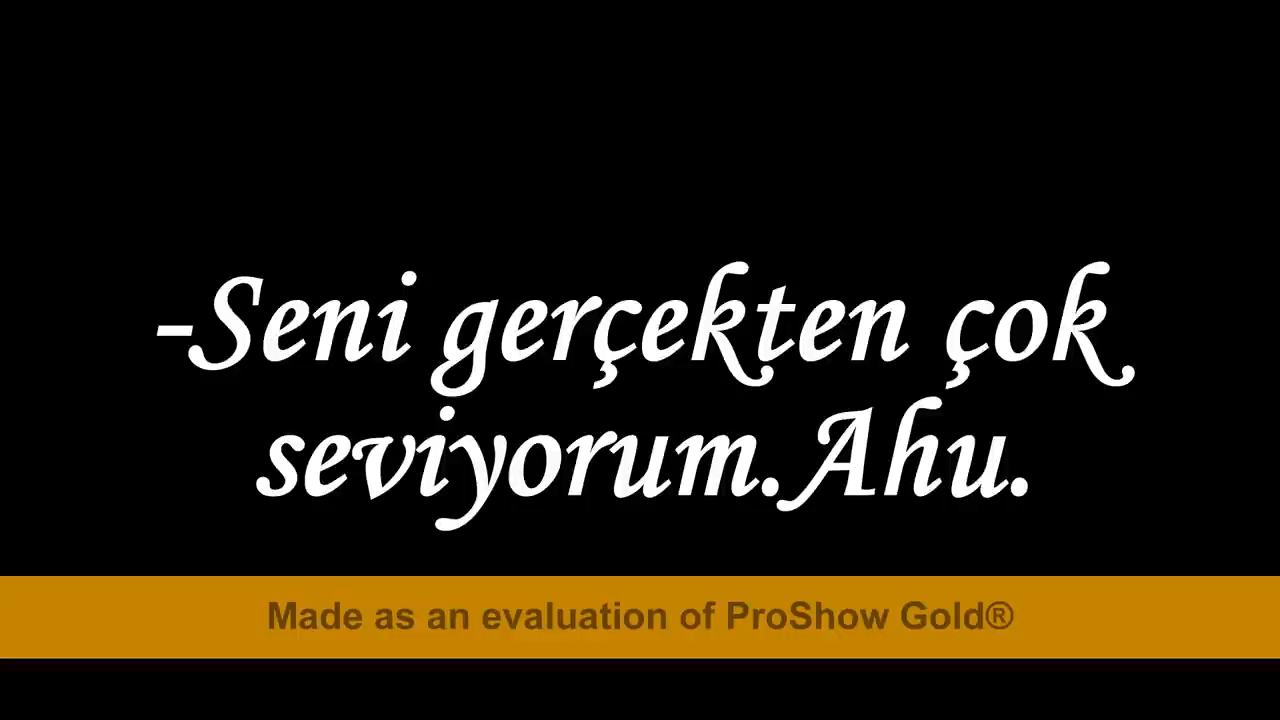 -Seni gerçekten çok
seviyorum.Ahu.
Made as an evaluation of ProShow Gold®